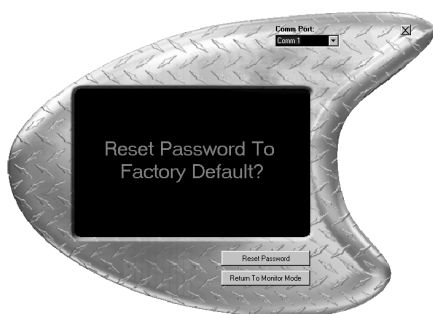 Comm Port:
Comm 1
Reset Password To
Factory Default?
Reset Password
Return To Monitor Mode